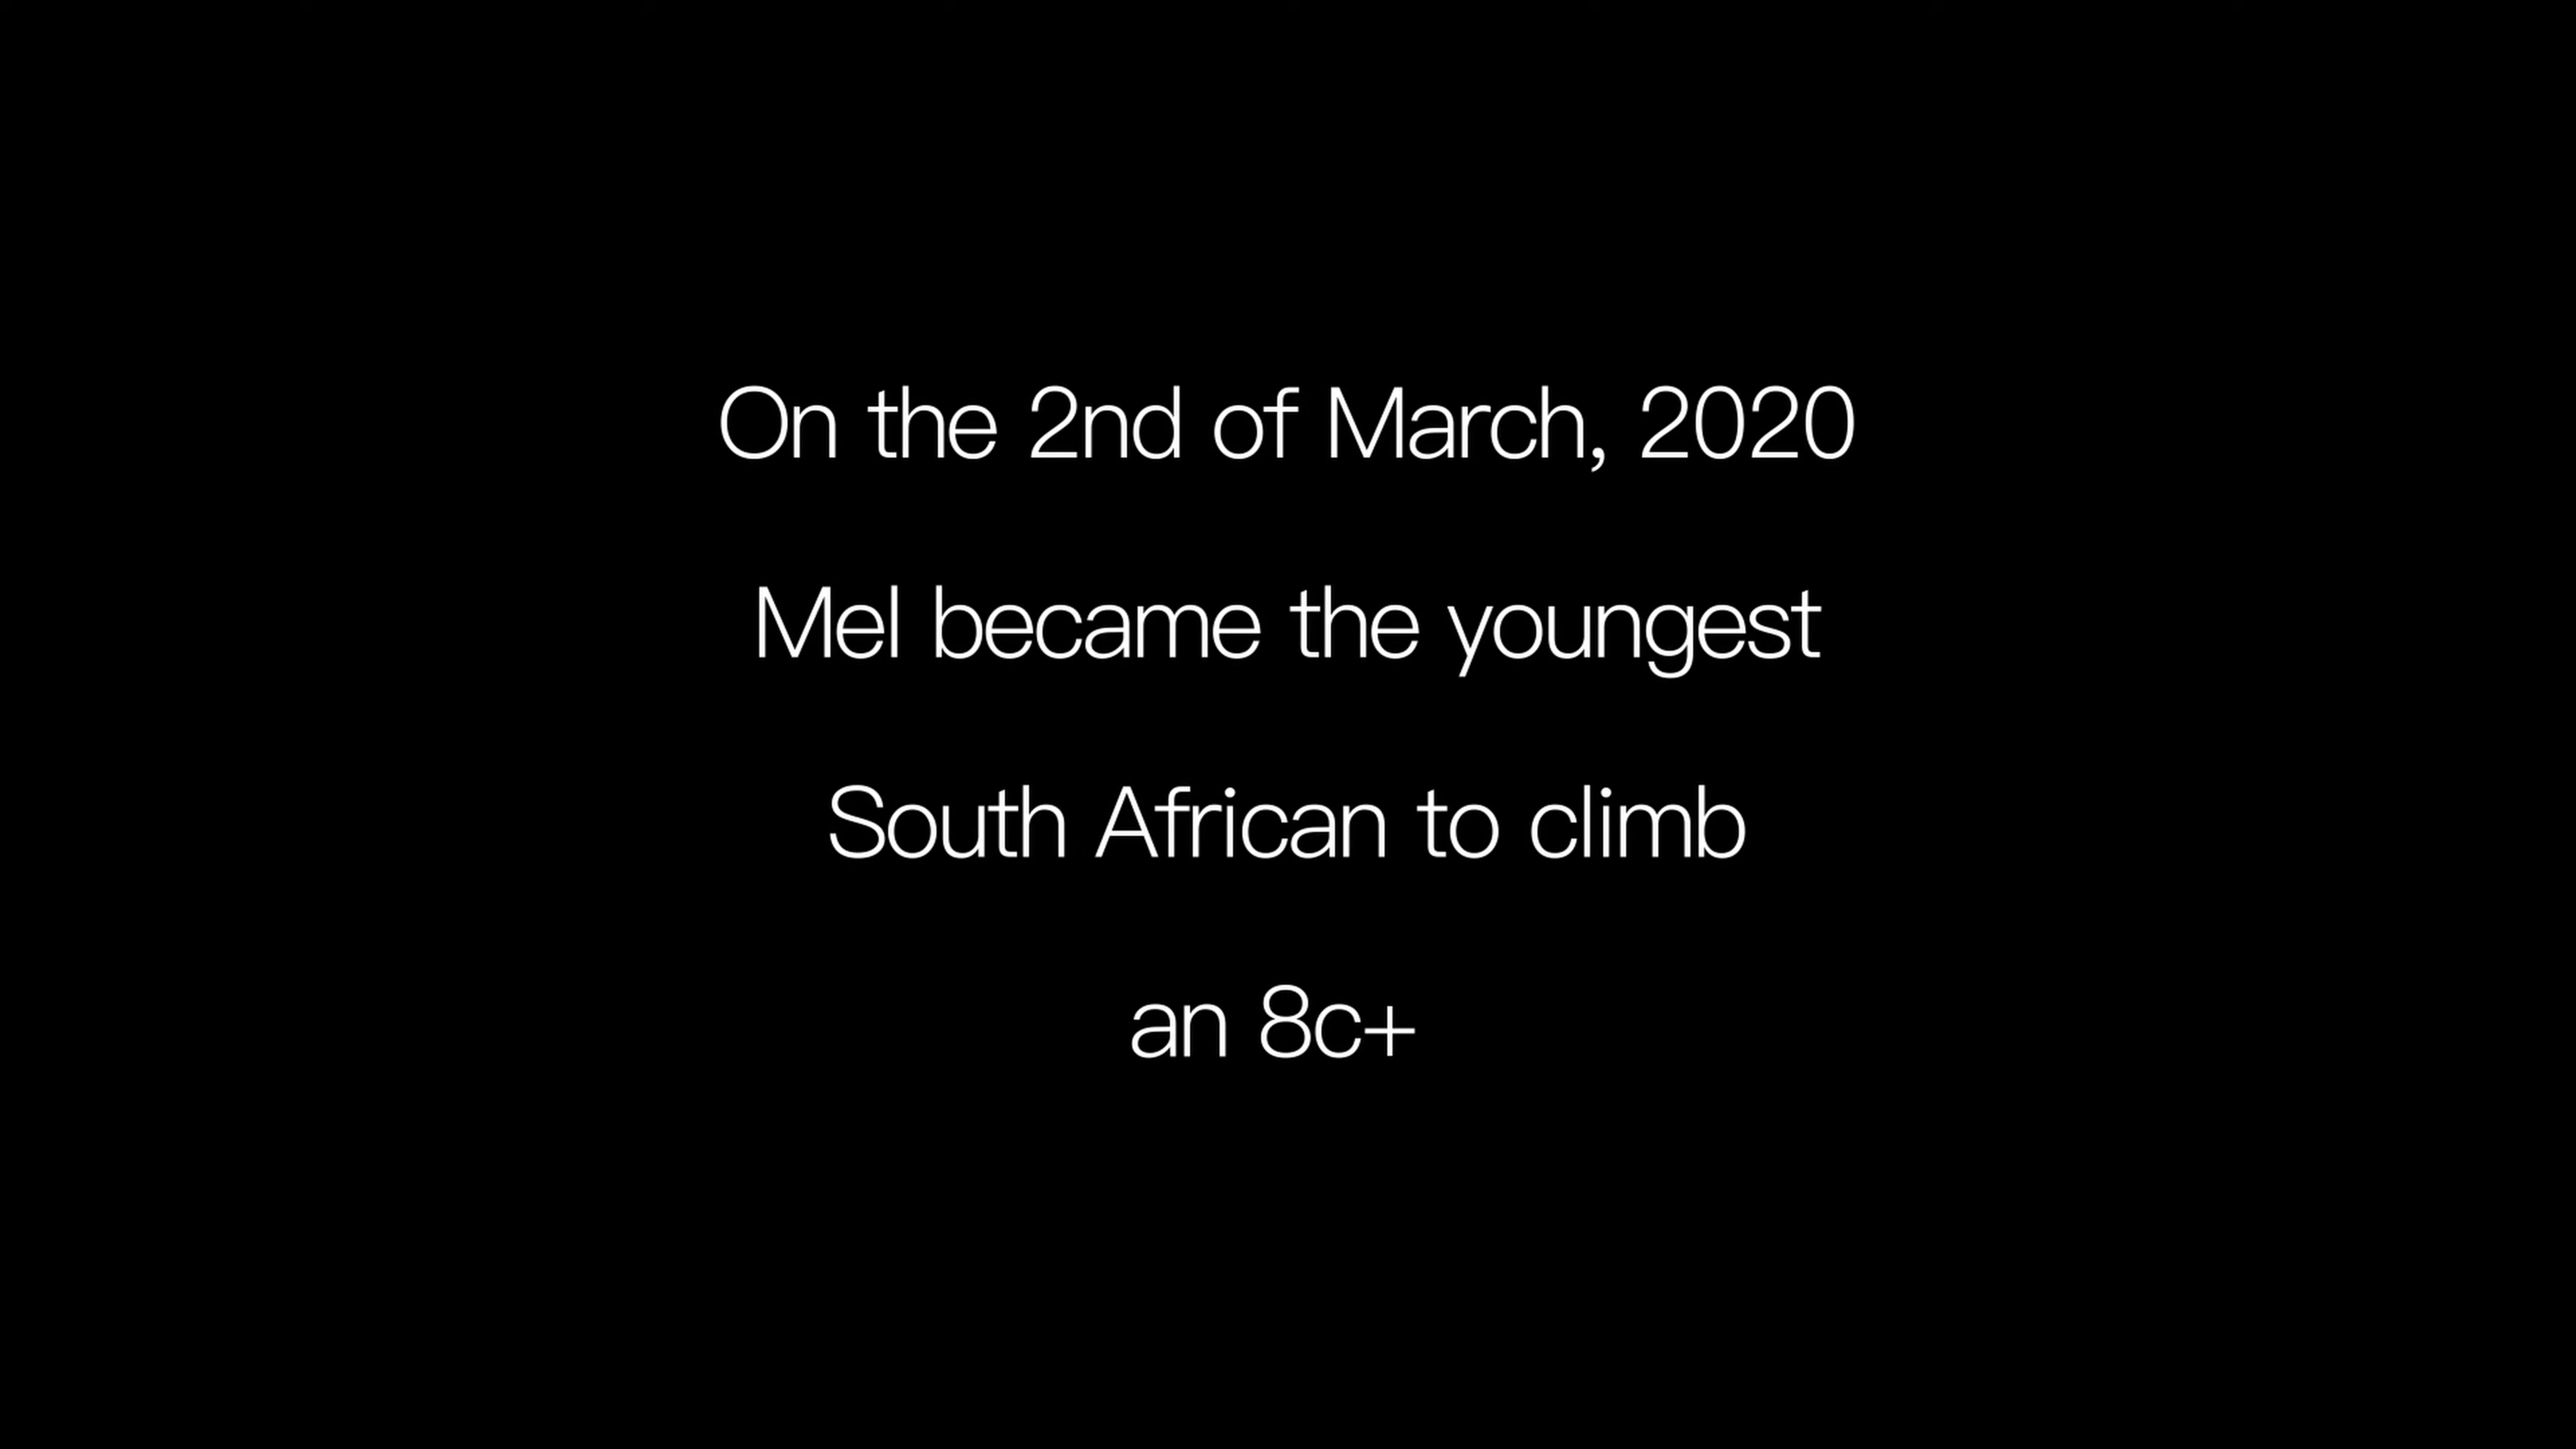 On the 2nd of March, 2020
Mel became the youngest
South African to climb
an 8c+